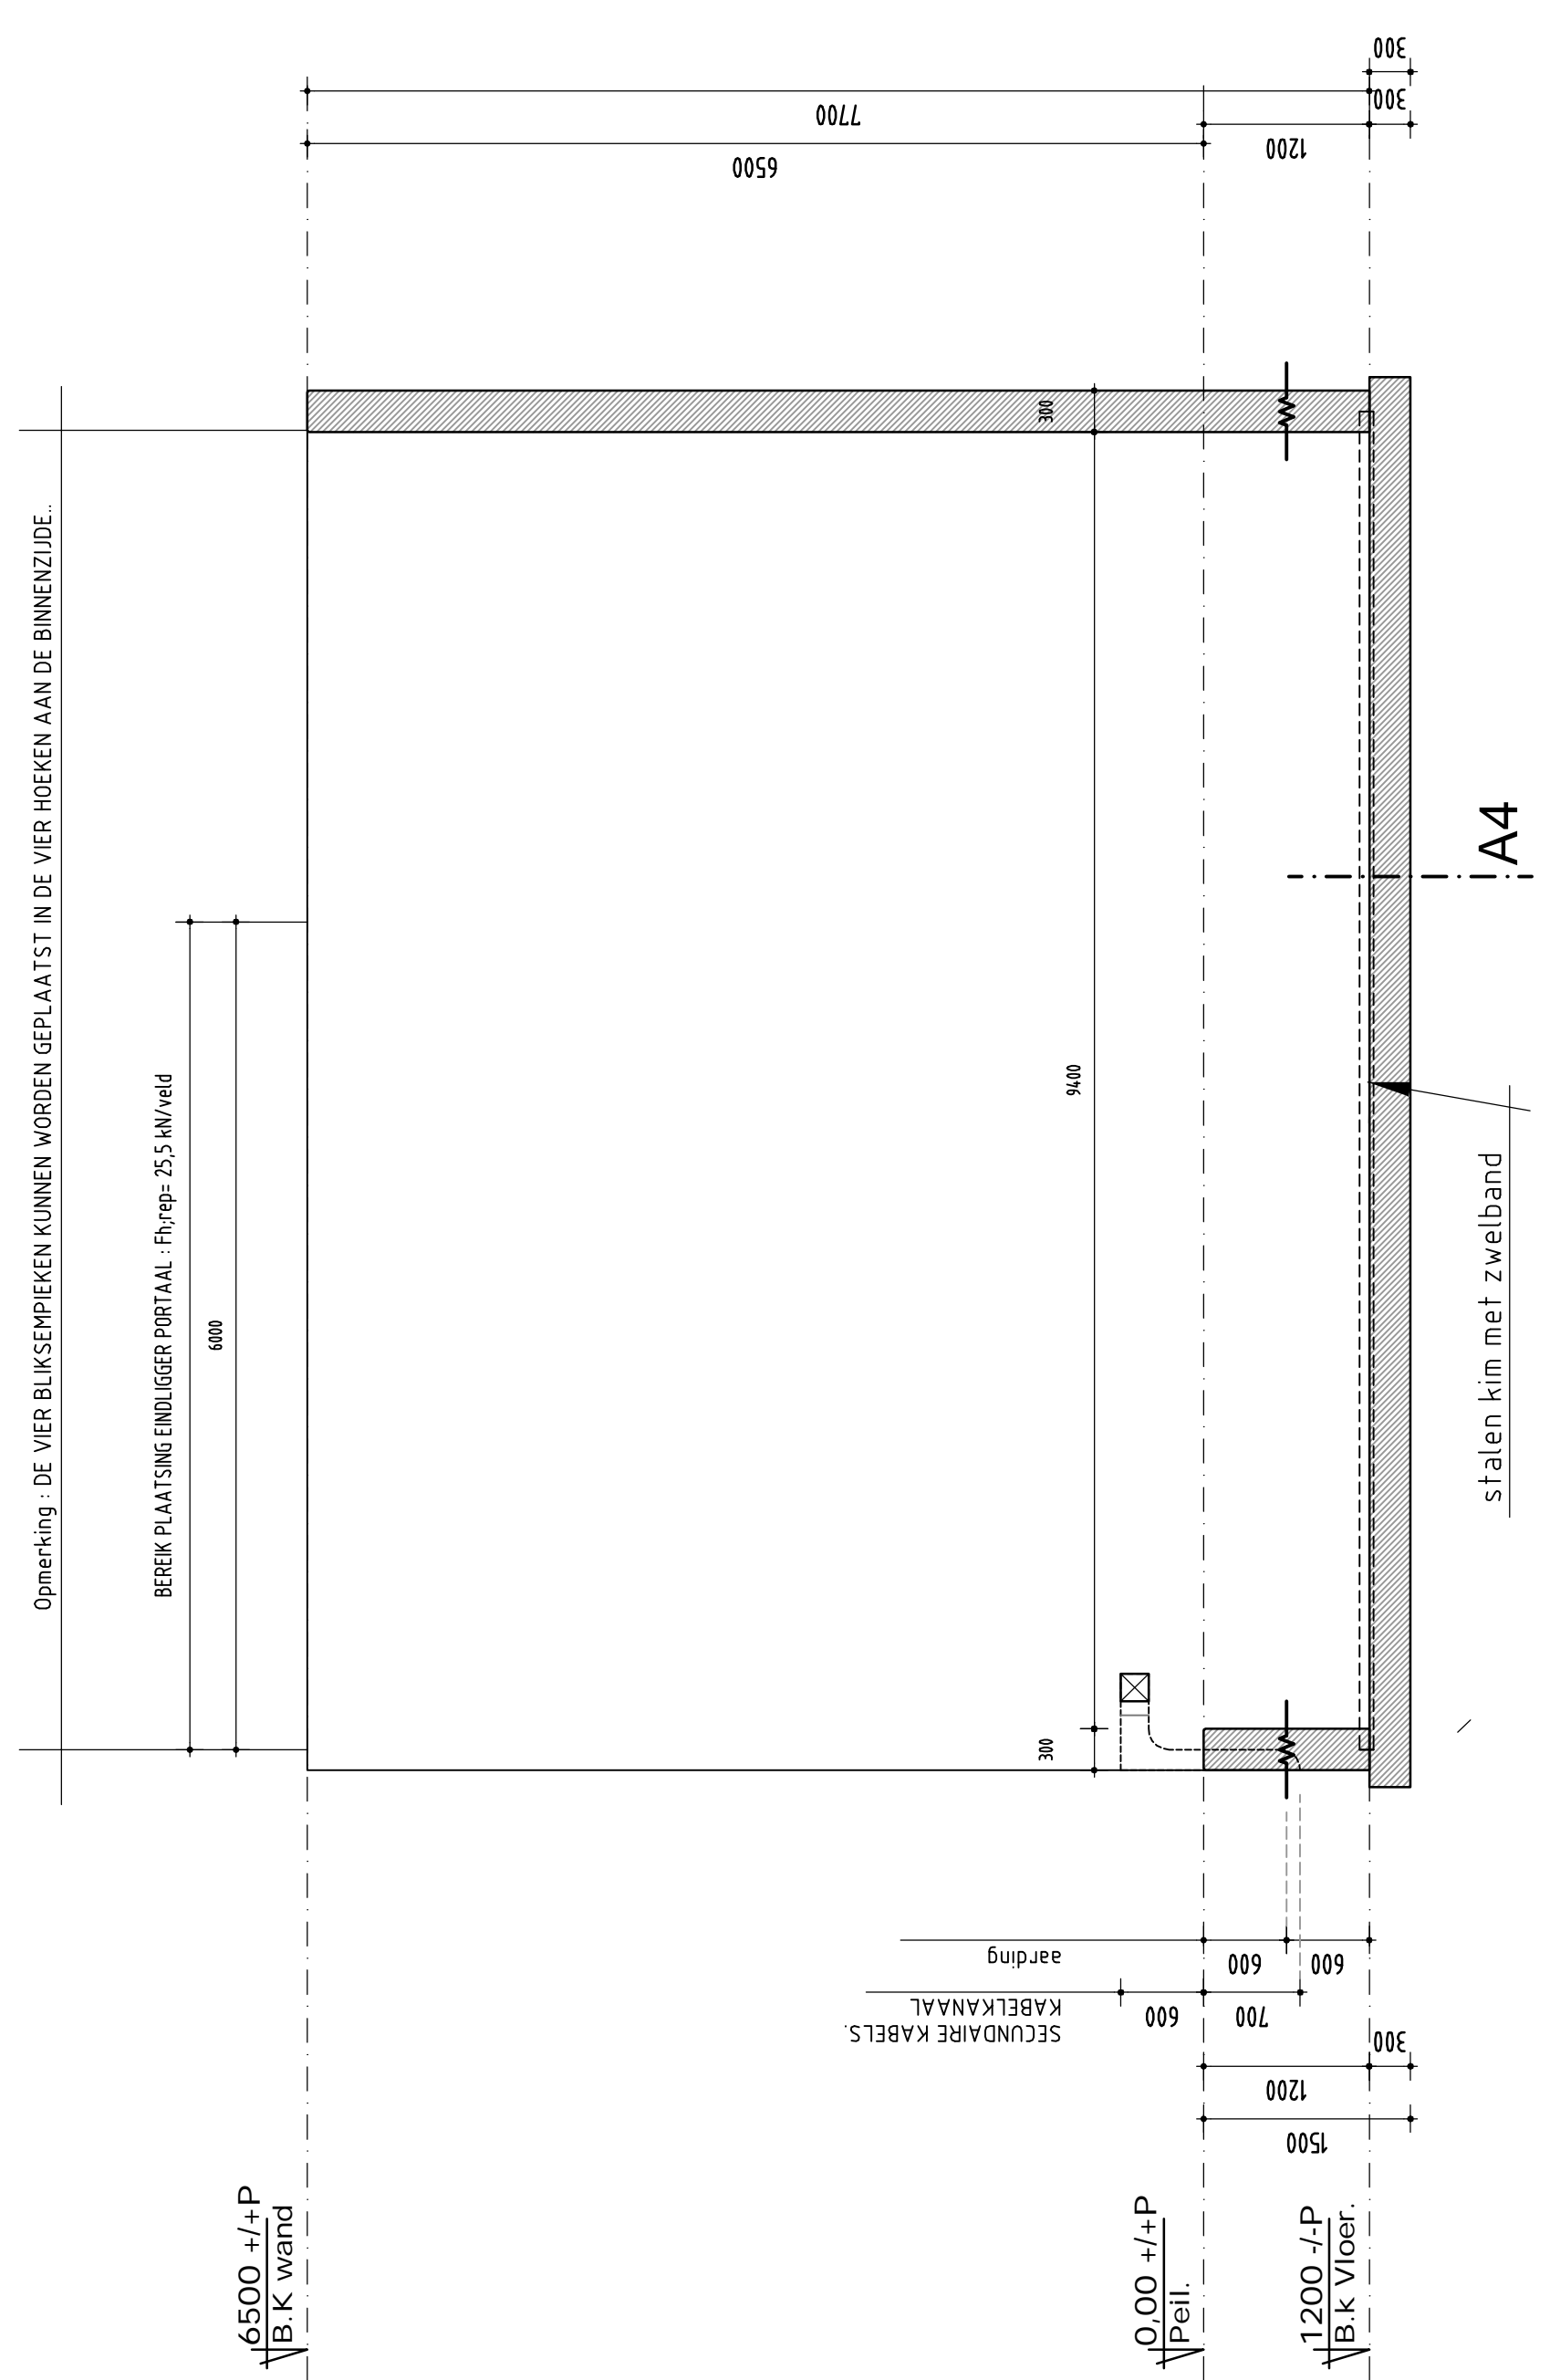 Opmerking : DE VIER BLIKSEMPIEKEN KUNNEN WORDEN GEPLAATST IN DE VIER HOEKEN AAN DE BINNENZIJDE..
BEREIK PLAATSING EINDLIGGER PORTAAL : Fh;rep= 25,5 kN/veld
6000
6500 +/+P
B.K wand
7700
6500
1200
300
300
300
9400
300
aarding
SECUNDAIRE KABELS.
KABELKANAAL
600
600
600
700
300
1200
1500
0,00 +/+P
Peil.
1200 -/-P
B.k Vloer.
stalen kim met zwelband
A4